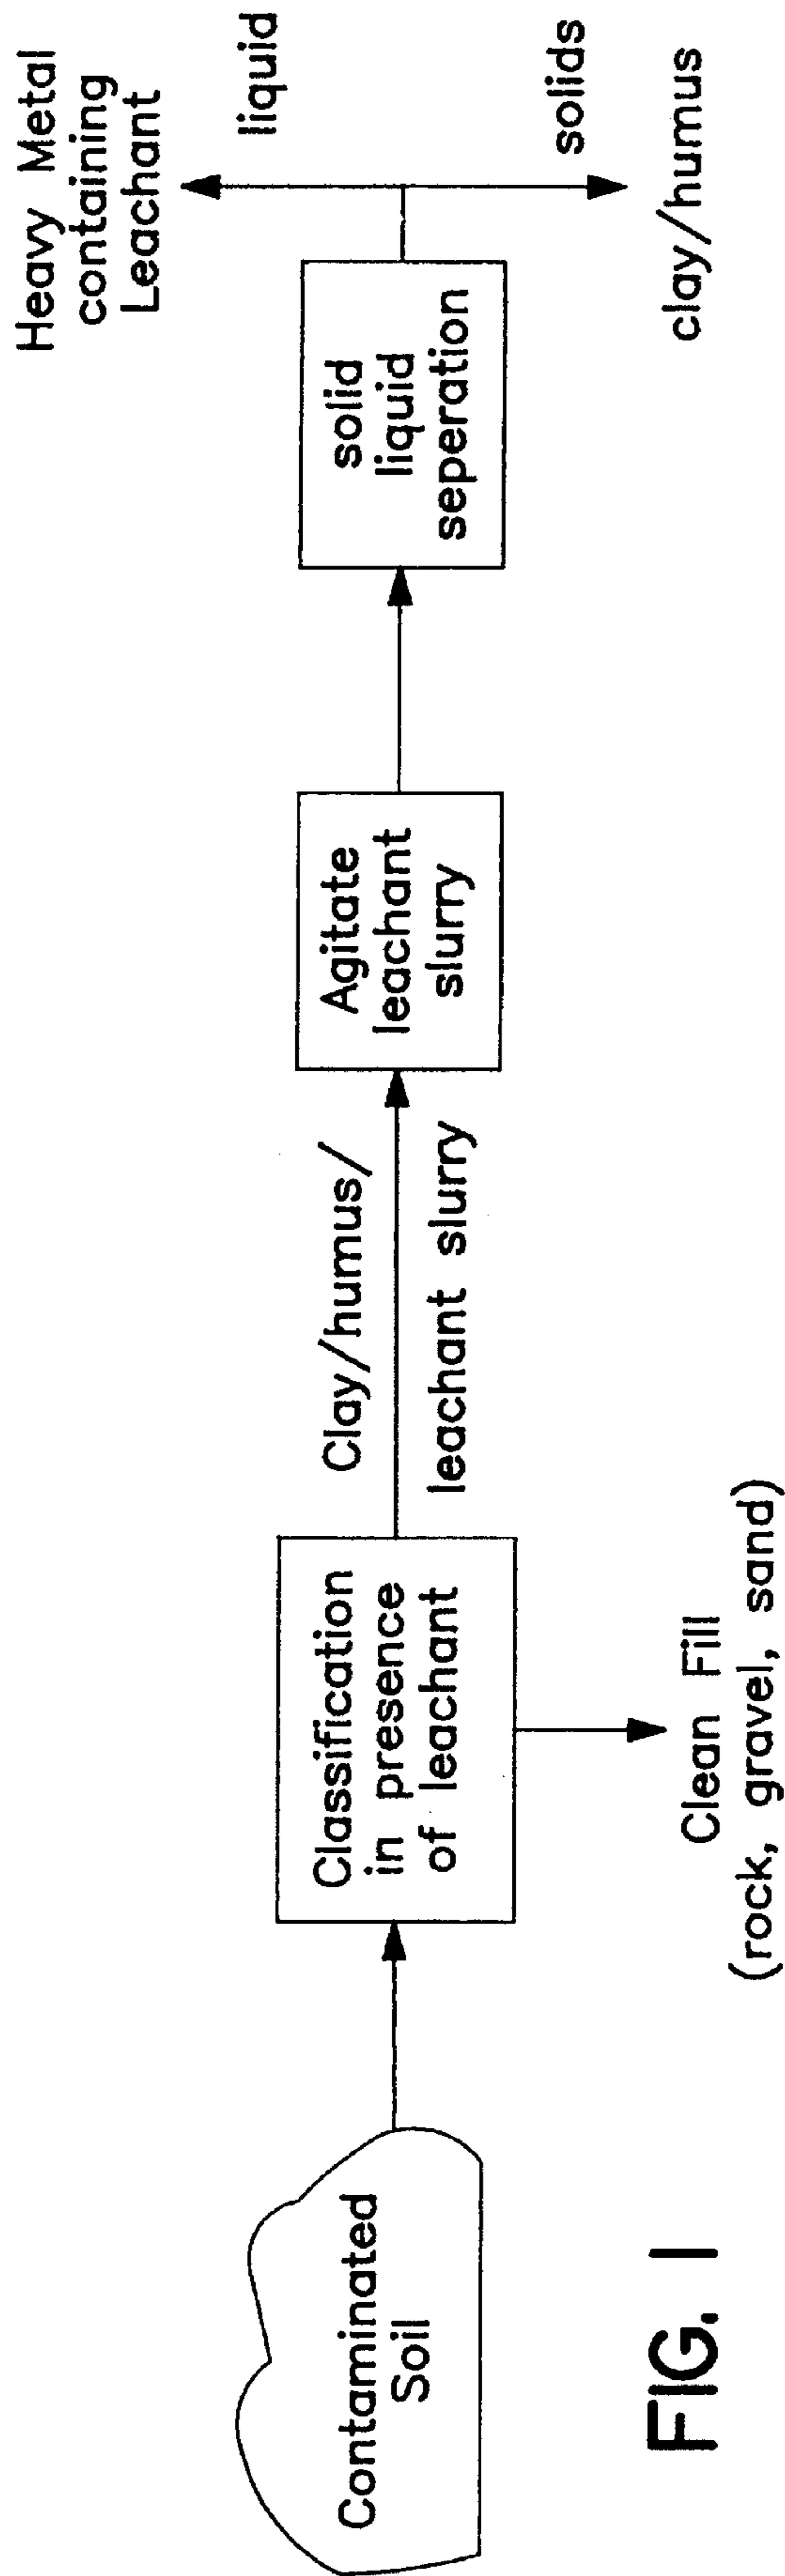 Contaminated
Soil
Classification
in presence
of leachant
Clean Fill
(rock, gravel, sand)
Clay/humus/
leachant slurry
Agitate
leachant
slurry
solid
liquid
seperation
Heavy Metal
containing
Leachant
liquid
solids
clay/humus
FIG. 1